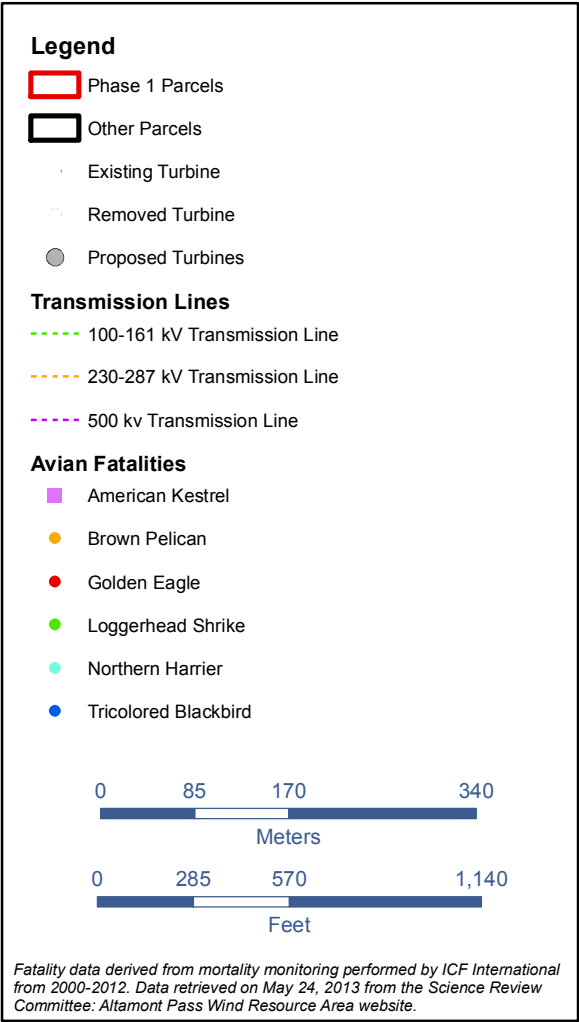 Legend
Phase 1 Parcels
Other Parcels
Existing Turbine
Removed Turbine
Proposed Turbines
Transmission Lines
100-161 kV Transmission Line
230-287 kV Transmission Line
500 kv Transmission Line
Avian Fatalities
American Kestrel
Brown Pelican
Golden Eagle
Loggerhead Shrike
Northern Harrier
Tricolored Blackbird
0 85 170 340
Meters
0 285 570 1,140
Feet
Fatality data derived from mortality monitoring performed by ICF International
from 2000-2012. Data retrieved on May 24, 2013 from the Science Review
Committee: Altamont Pass Wind Resource Area website.